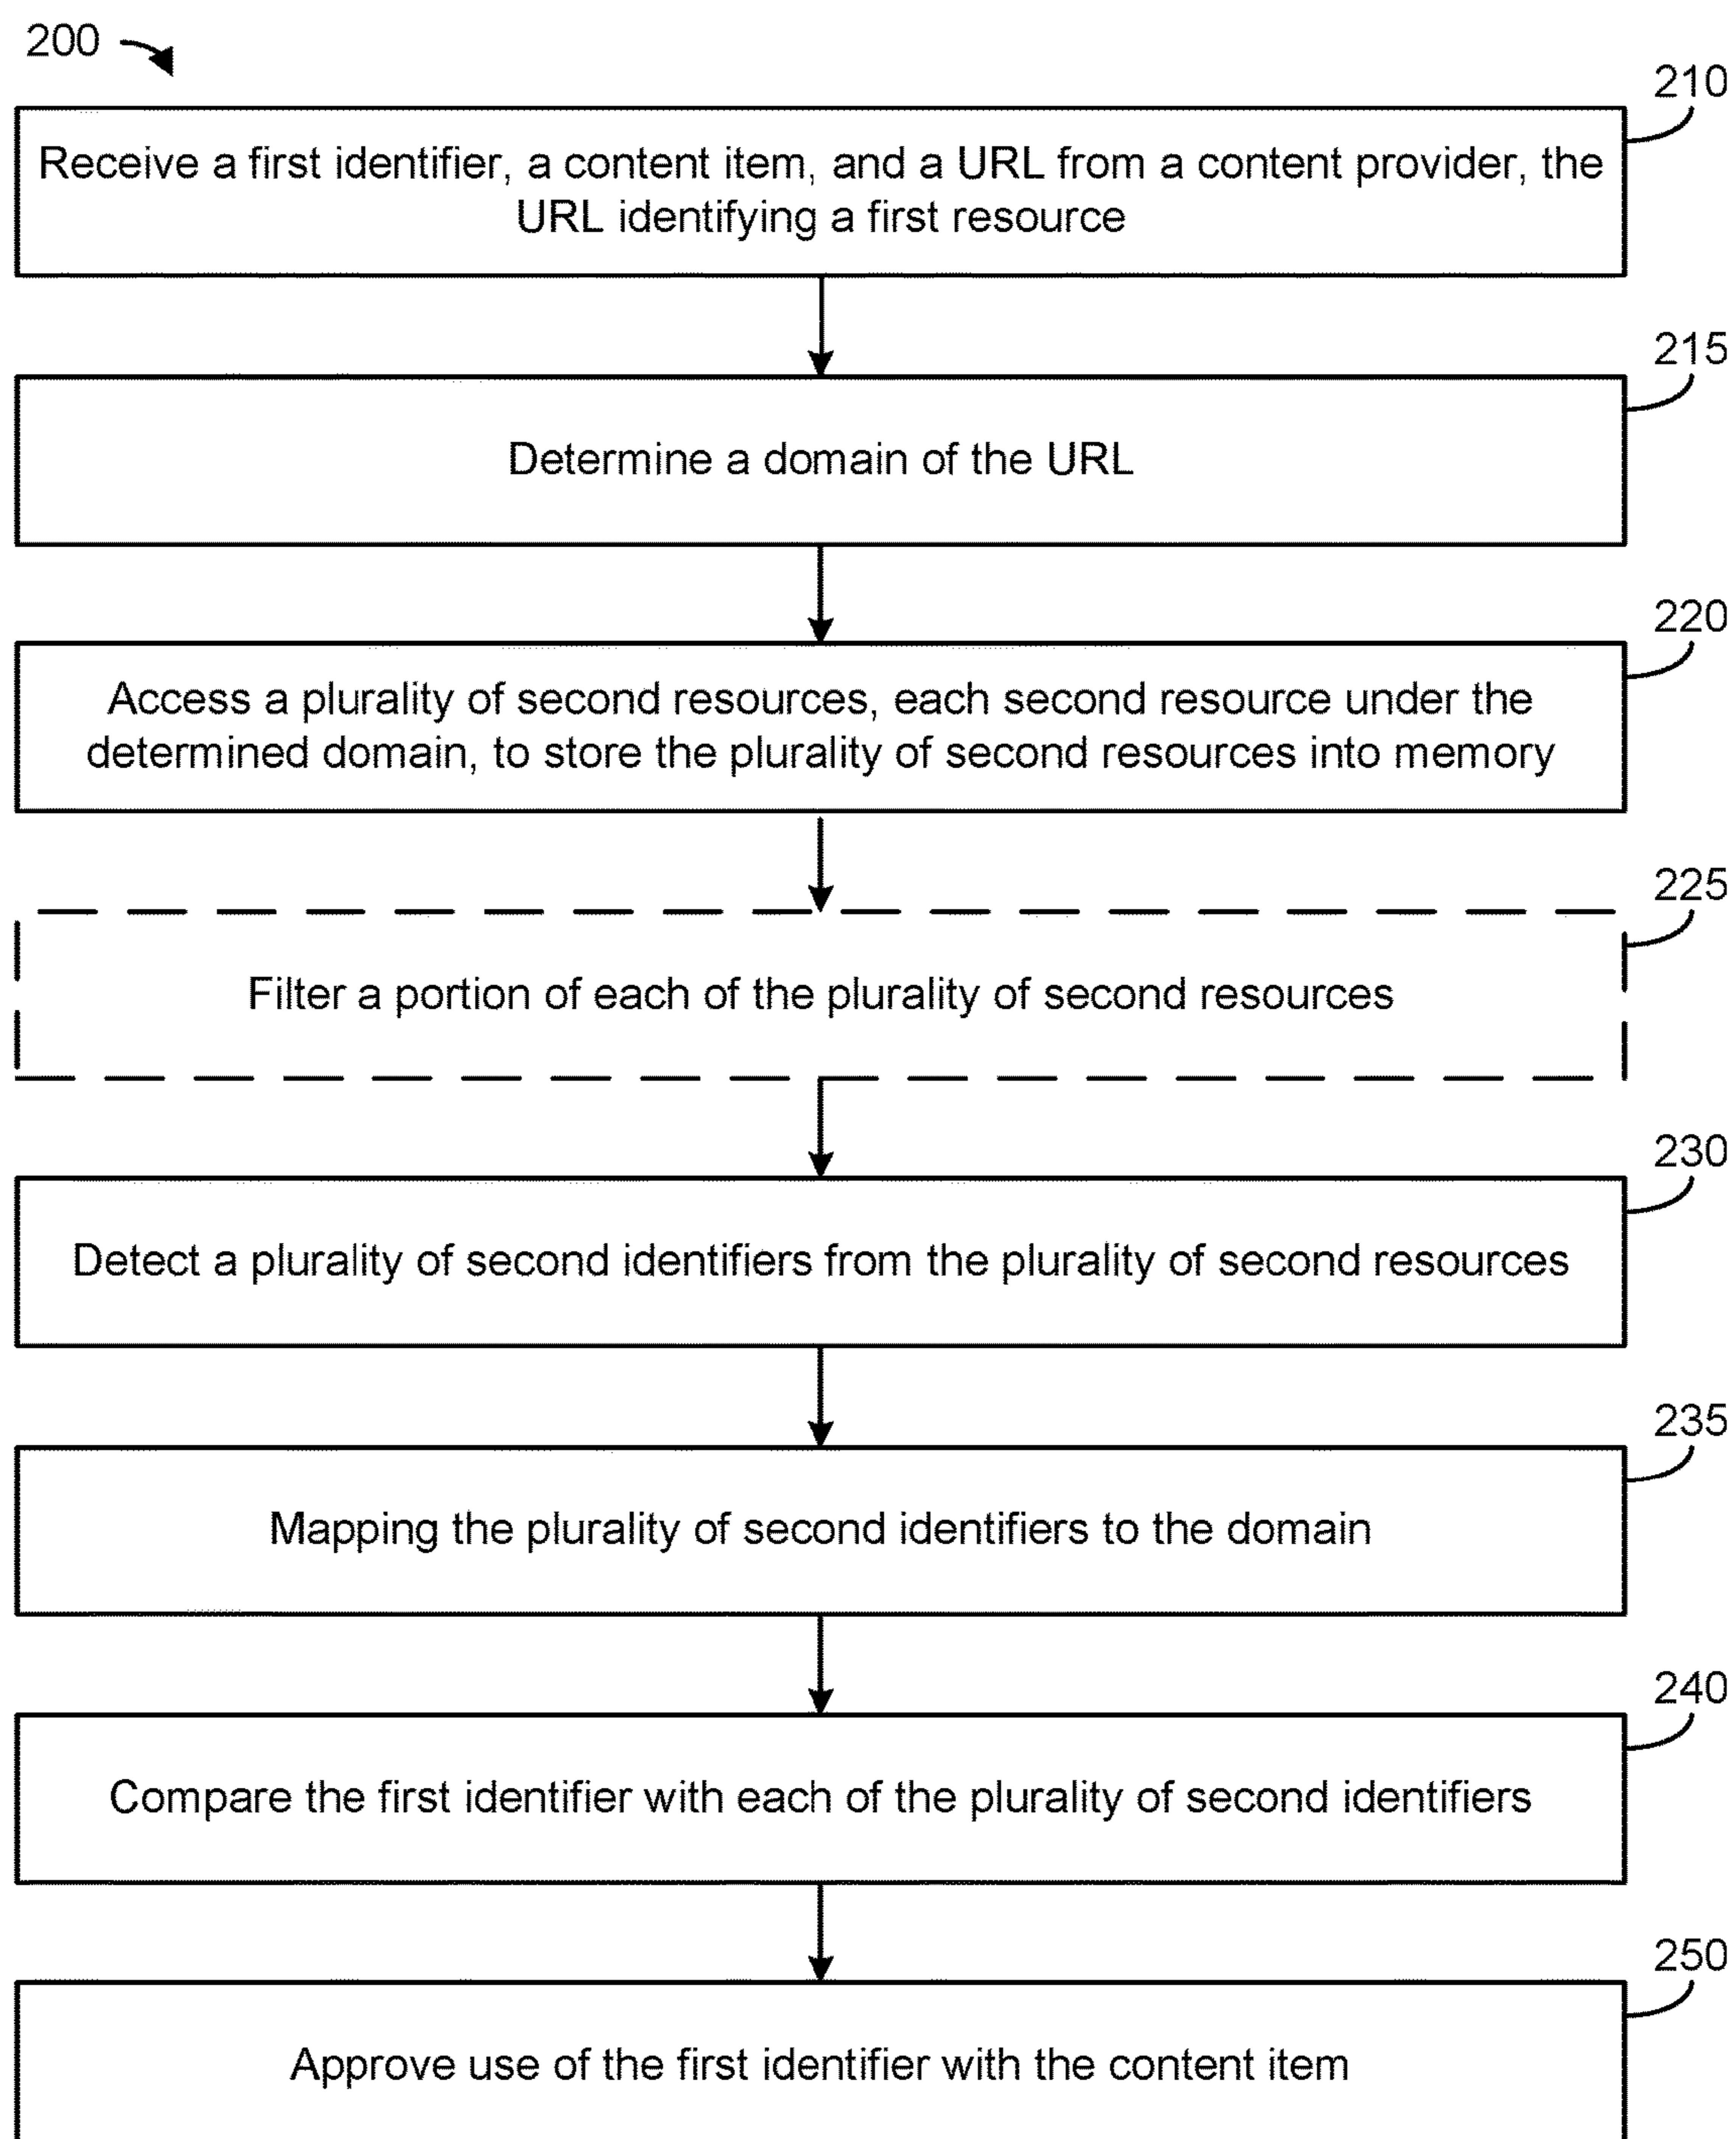 200
210
Receive a first identifier, a content item, and a URL from a content provider, the
URL identifying a first resource
215
Determine a domain of the URL
220
Access a plurality of second resources, each second resource under the
determined domain, to store the plurality of second resources into memory
225
Filter a portion of each of the plurality of second resources
230
Detect a plurality of second identifiers from the plurality of second resources
235
Mapping the plurality of second identifiers to the domain
240
Compare the first identifier with each of the plurality of second identifiers
250
Approve use of the first identifier with the content item